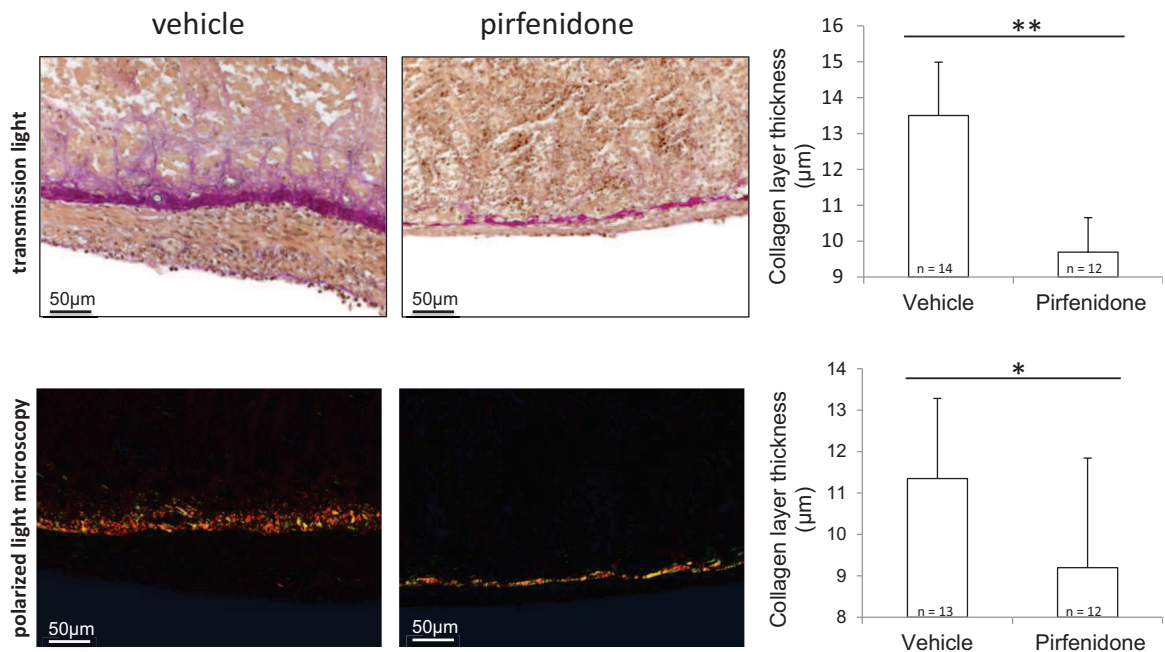 vehicle
pirfenidone
transmission light
50µm
50µm
**
Collagen layer thickness
(µm)
16
15
14
13
12
11
10
9
n = 14
n = 12
Vehicle
Pirfenidone
polarized light microscopy
50µm
50µm
*
Collagen layer thickness
(µm)
14
13
12
11
10
9
8
n = 13
n = 12
Vehicle
Pirfenidone